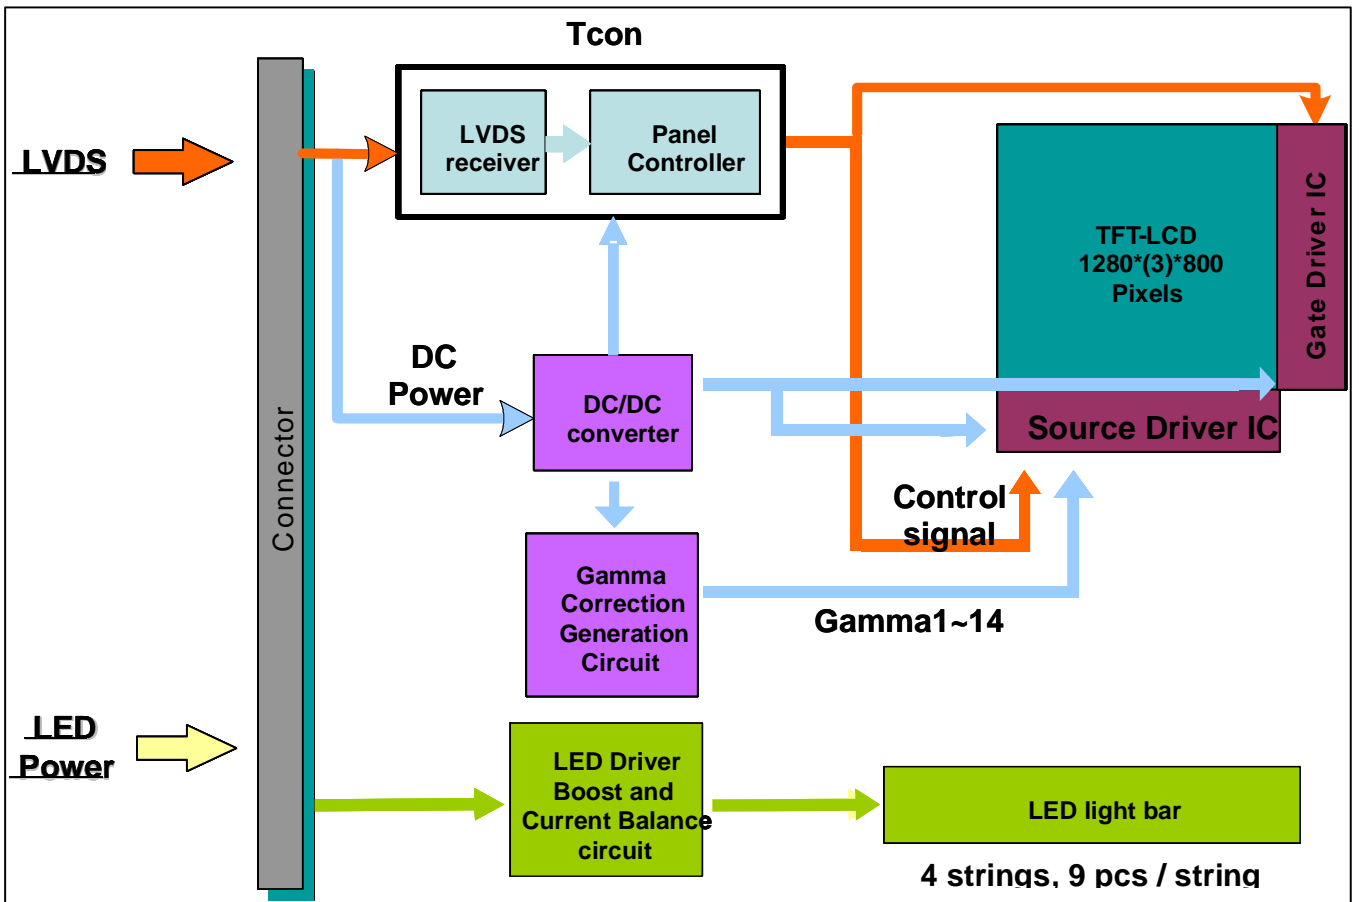 Tcon
LVDS
LVDS
receiver
Panel
Controller
TFT-LCD
1280*(3)*800
Pixels
Gate Driver IC
DC
Power
DC/DC
converter
Source Driver IC
Connector
Control
signal
Gamma
Correction
Generation
Circuit
Gamma1~14
LED
Power
LED Driver
Boost and
Current Balance
circuit
LED light bar
4 strings, 9 pcs / string